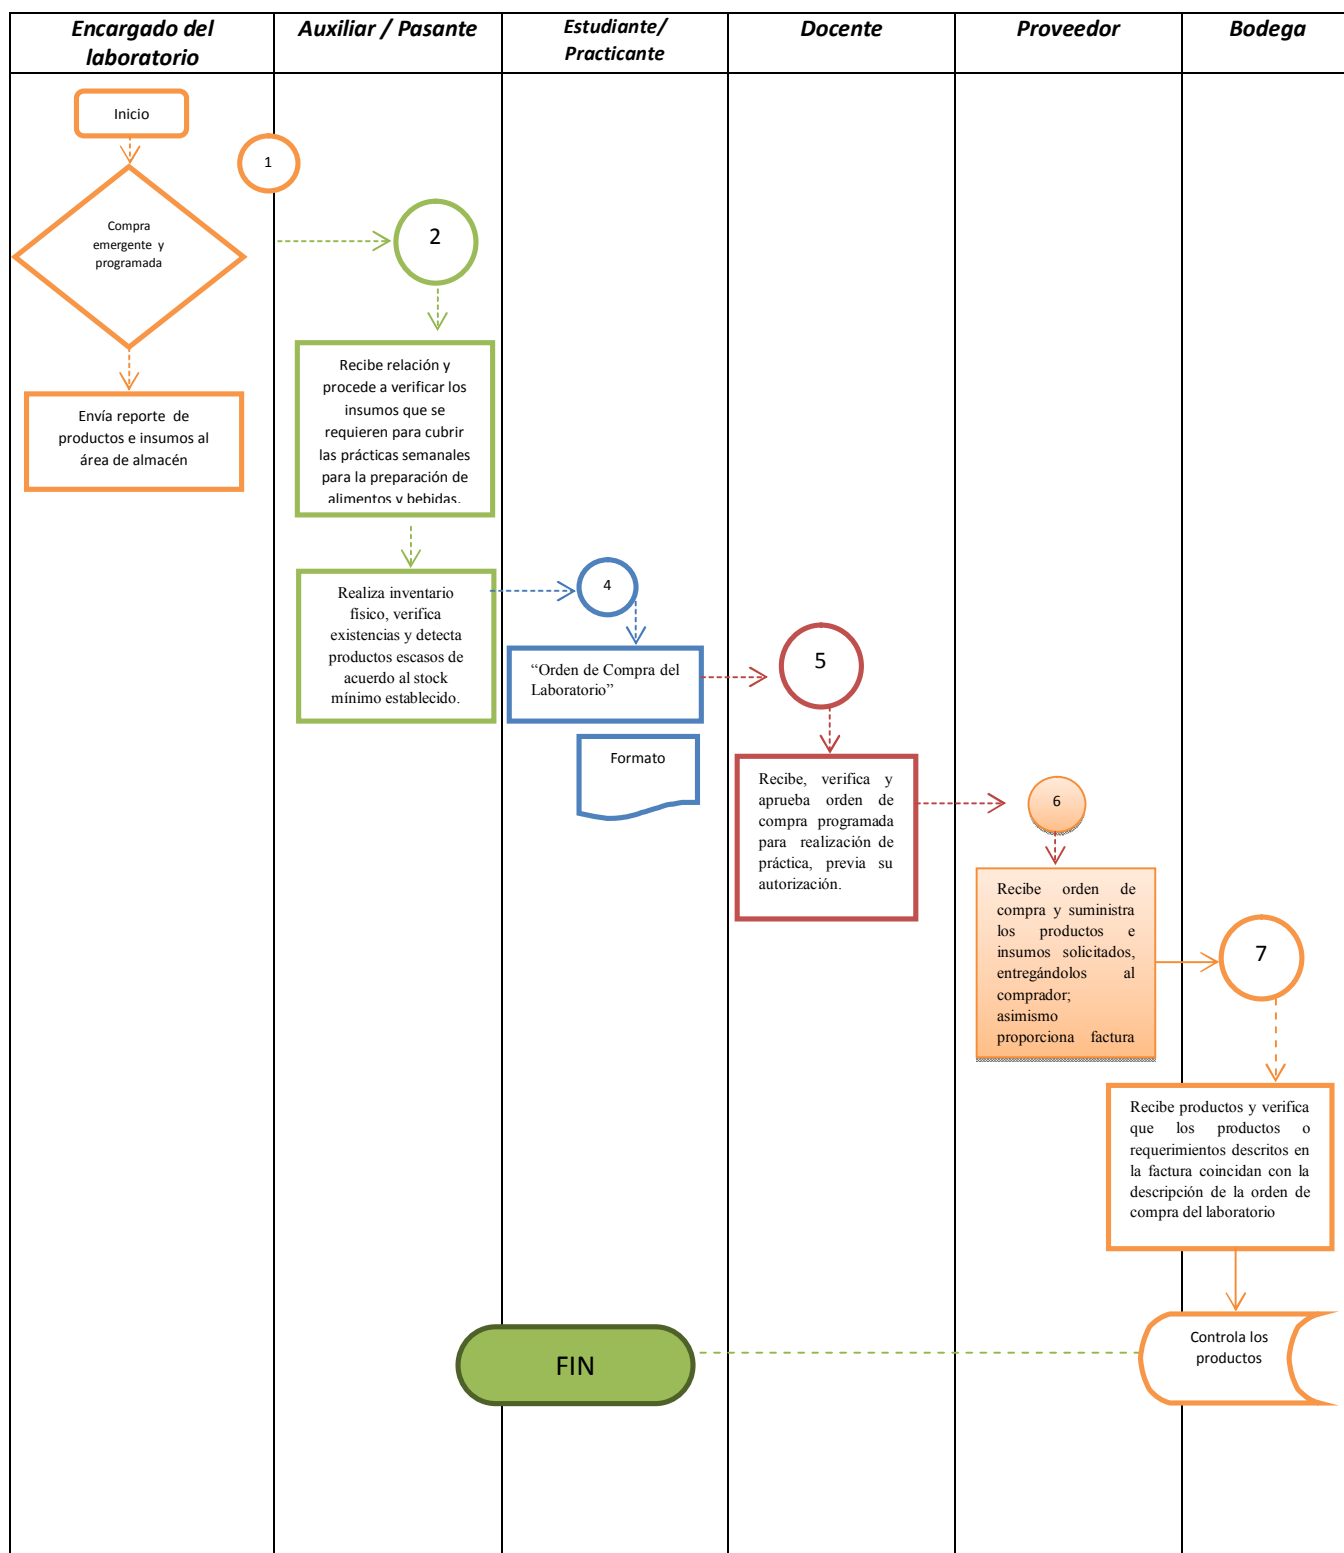 Encargado del
laboratorio
Auxiliar / Pasante
Estudiante/
Practicante
Docente
Proveedor
Bodega
Inicio
1
Compra
emergente y
programada
Envía reporte de
productos e insumos al
área de almacén
2
Recibe relación y
procede a verificar los
insumos que se
requieren para cubrir
las prácticas semanales
para la preparación de
alimentos y bebidas.
Realiza inventario
físico, verifica
existencias y detecta
productos escasos de
acuerdo al stock
mínimo establecido.
4
“Orden de Compra del
Laboratorio”
Formato
5
Recibe, verifica y
aprueba orden de
compra programada
para realización de
práctica, previa su
autorización.
6
Recibe orden de
compra y suministra
los productos e
insumos solicitados,
entregándolos al
comprador;
asimismo
proporciona factura
7
Recibe productos y verifica
que los productos o
requerimientos descritos en
la factura coincidan con la
descripción de la orden de
compra del laboratorio
Controla los
productos
FIN